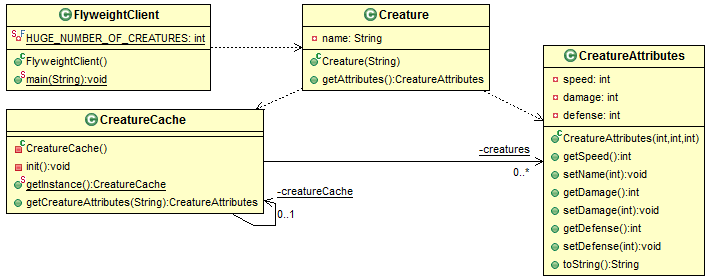 FlyweightClient
HUGE_NUMBER_OF_CREATURES: int
FlyweightClient()
main(String):void
Creature
name: String
Creature(String)
getAttributes():CreatureAttributes
CreatureAttributes
speed: int
damage: int
defense: int
CreatureAttributes(int,int,int)
getSpeed():int
setName(int):void
getDamage():int
setDamage(int):void
getDefense():int
setDefense(int):void
toString():String
CreatureCache
CreatureCache()
init():void
getInstance():CreatureCache
getCreatureAttributes(String):CreatureAttributes
-creatures
0..*
-creatureCache
0..1